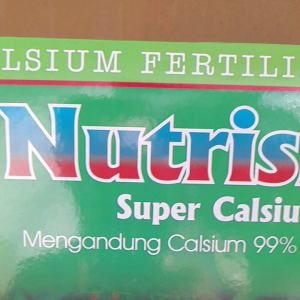 LSIUM FERTILI
Nutris
Super Calsiu
Mengandung Calsium 99%